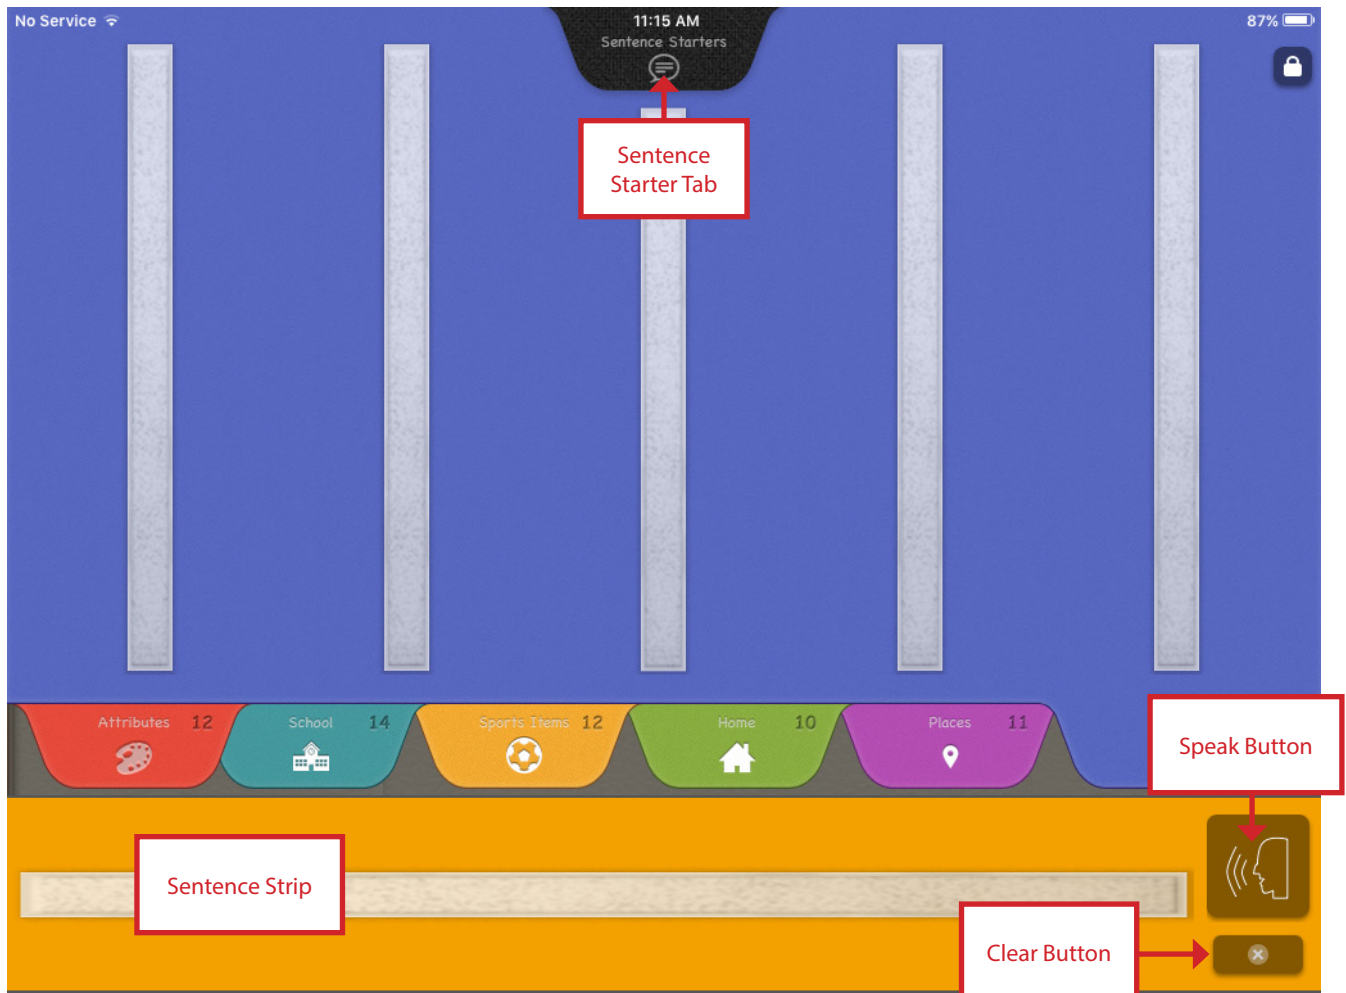 No Service
11:15 AM
87%
Sentence Starters
Sentence
Starter Tab
Attributes 12
School 14
Sports Items 12
Home 10
Places 11
Speak Button
Sentence Strip
Clear Button